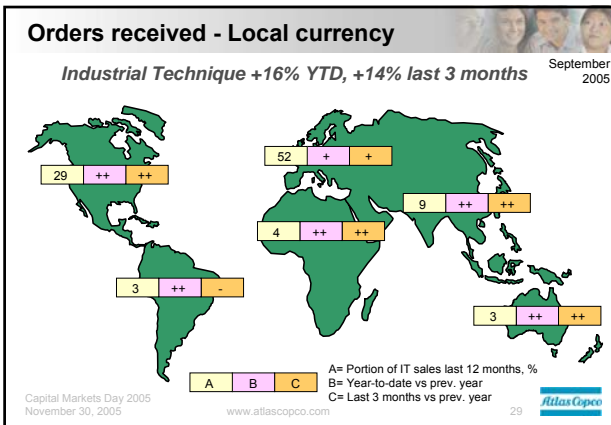 Orders received - Local currency
September
2005
Industrial Technique +16% YTD, +14% last 3 months
29 ++ ++
52 + +
9 ++ ++
4 ++ ++
3 ++ -
3 ++ ++
A B C
A= Portion of IT sales last 12 months, %
B= Year-to-date vs prev. year
C= Last 3 months vs prev. year
Capital Markets Day 2005
November 30, 2005
www.atlascopco.com
29
Atlas Copco